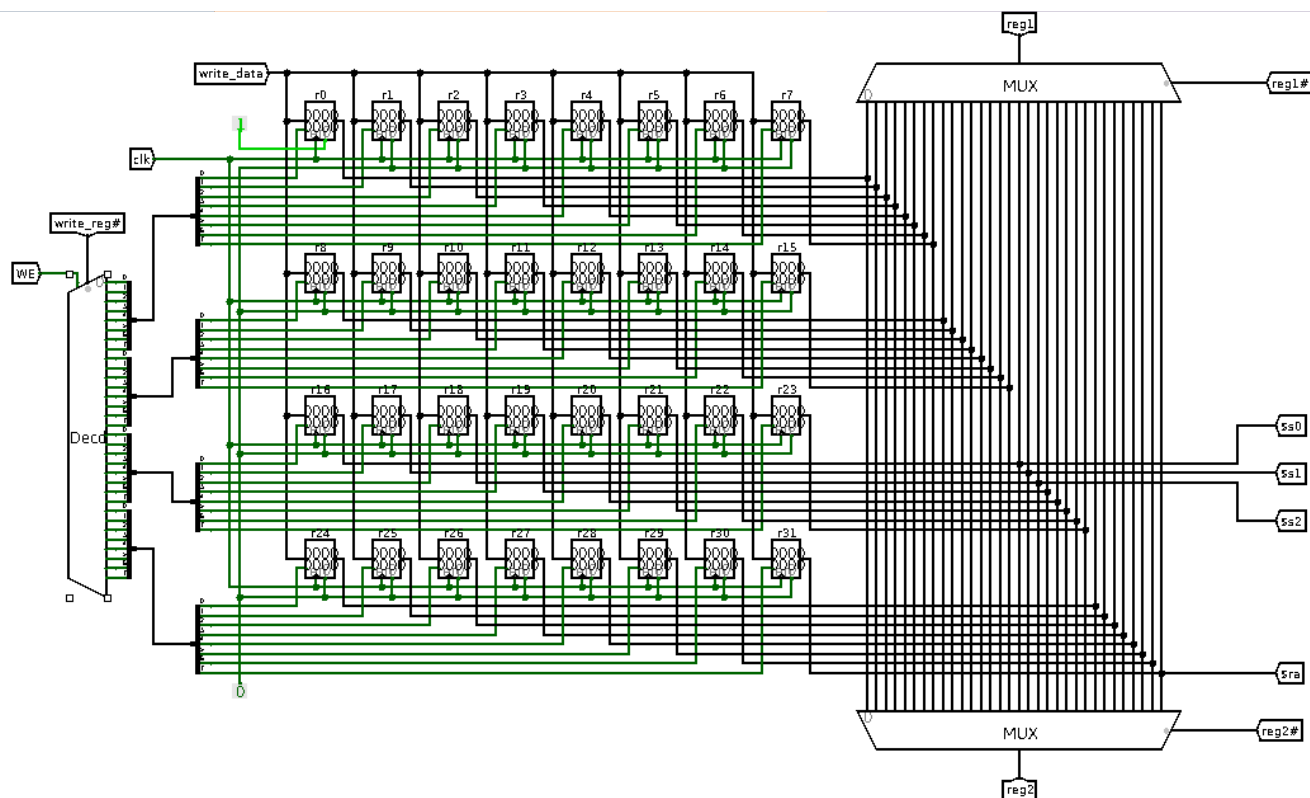 reg1
MUX
reg1#
write_data
r0 r1 r2 r3 r4 r5 r6 r7
1
clk
write_reg#
WE
r8 r9 r10 r11 r12 r13 r14 r15
r16 r17 r18 r19 r20 r21 r22 r23
Deco
$s0
$s1
$s2
r24 r25 r26 r27 r28 r29 r30 r31
$ra
0
0
MUX
reg2#
reg2